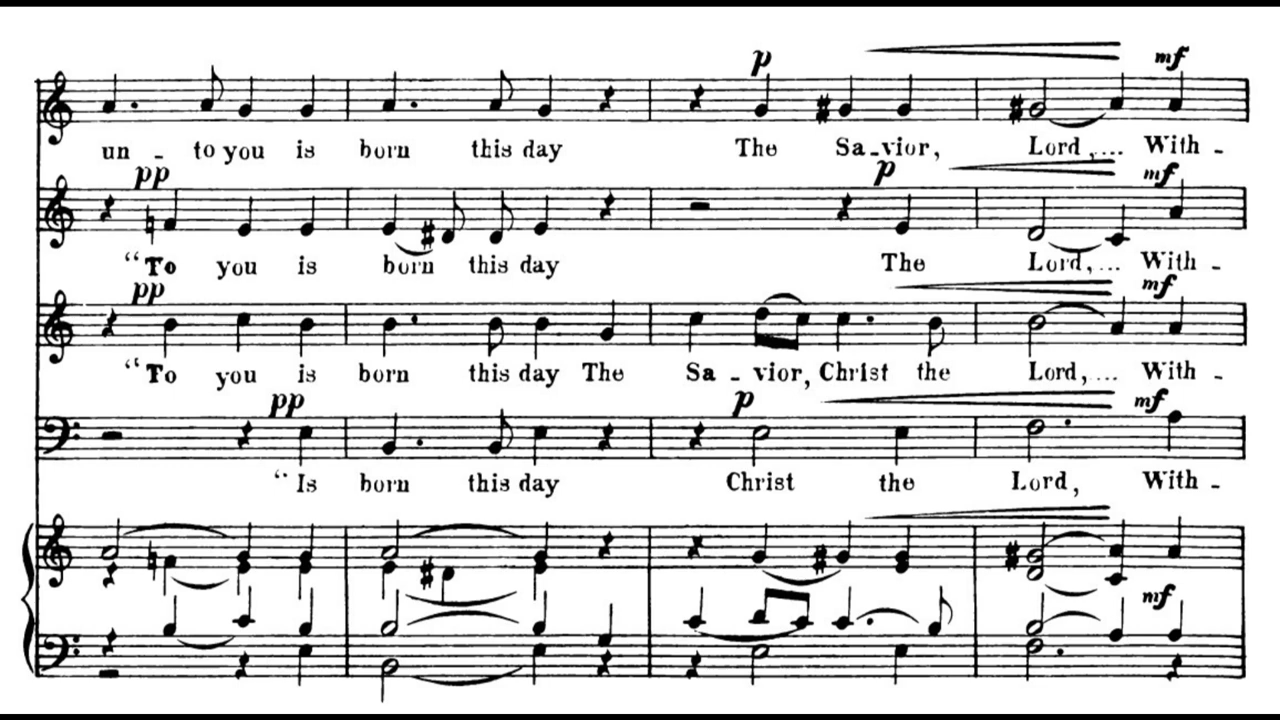 p mf
un - to you is born this day The Sa - vior, Lord,... With -
pp p mf
“To you is born this day The Lord,... With -
pp mf
“To you is born this day The Sa - vior, Christ the Lord,... With -
pp p mf
“Is born this day Christ the Lord, With -
mf